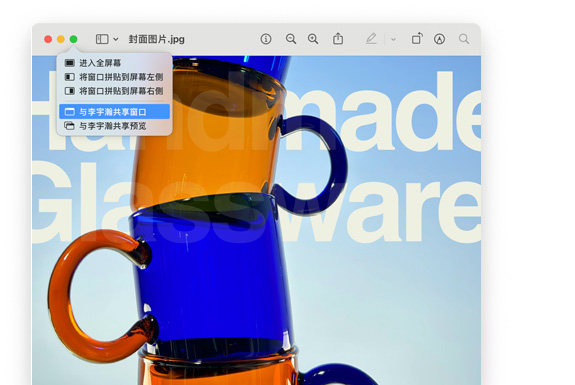 封面图片.jpg
进入全屏幕
将窗口拼贴到屏幕左侧
将窗口拼贴到屏幕右侧
与李宇瀚共享窗口
与李宇瀚共享预览
Handmade
Glassware